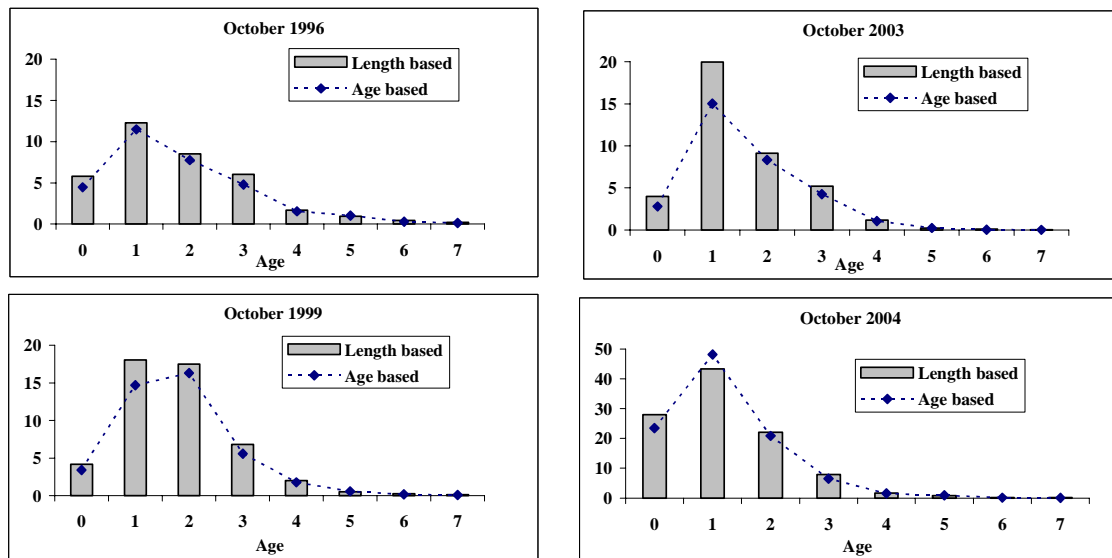 October 1996
20
15
10
5
0
Length based
Age based
0 1 2 3 4 5 6 7
Age
October 2003
20
15
10
5
0
Length based
Age based
0 1 2 3 4 5 6 7
Age
October 1999
20
15
10
5
0
Length based
Age based
0 1 2 3 4 5 6 7
Age
October 2004
50
40
30
20
10
0
Length based
Age based
0 1 2 3 4 5 6 7
Age